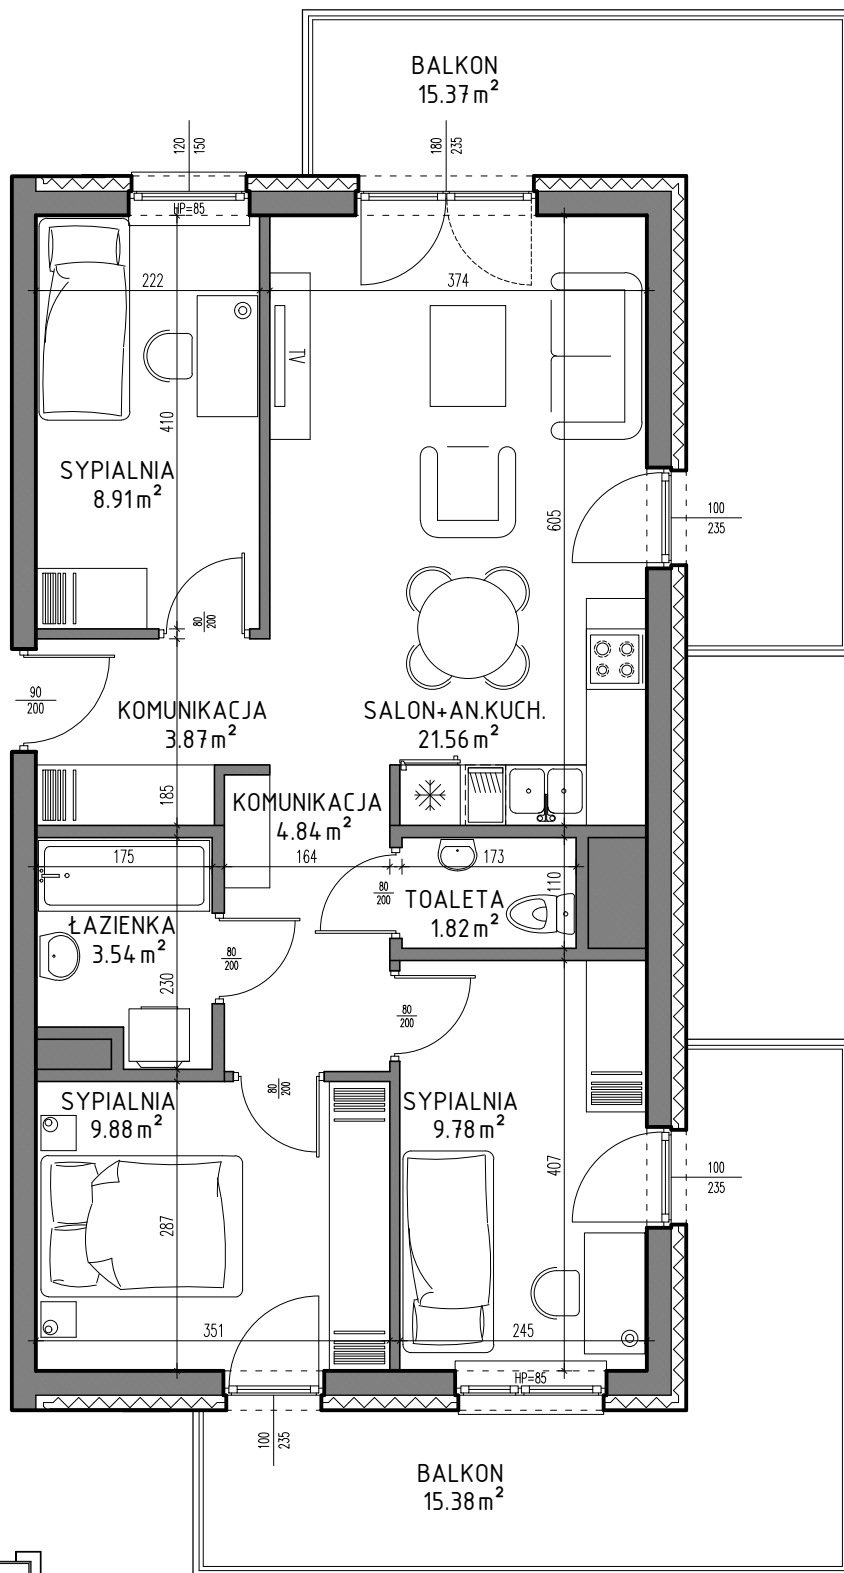 BALKON
15.37 m²
120
150
180
235
HP=85
222
374
TV
410
SYPIALNIA
8.91 m²
605
100
235
80
200
90
200
KOMUNIKACJA
3.87 m²
SALON+AN.KUCH.
21.56 m²
185
KOMUNIKACJA
4.84 m²
175
164
173
80
200
110
TOALETA
1.82 m²
ŁAZIENKA
3.54 m²
80
200
230
80
200
80
200
SYPIALNIA
9.88 m²
SYPIALNIA
9.78 m²
407
100
235
287
351
245
HP=85
100
235
BALKON
15.38 m²